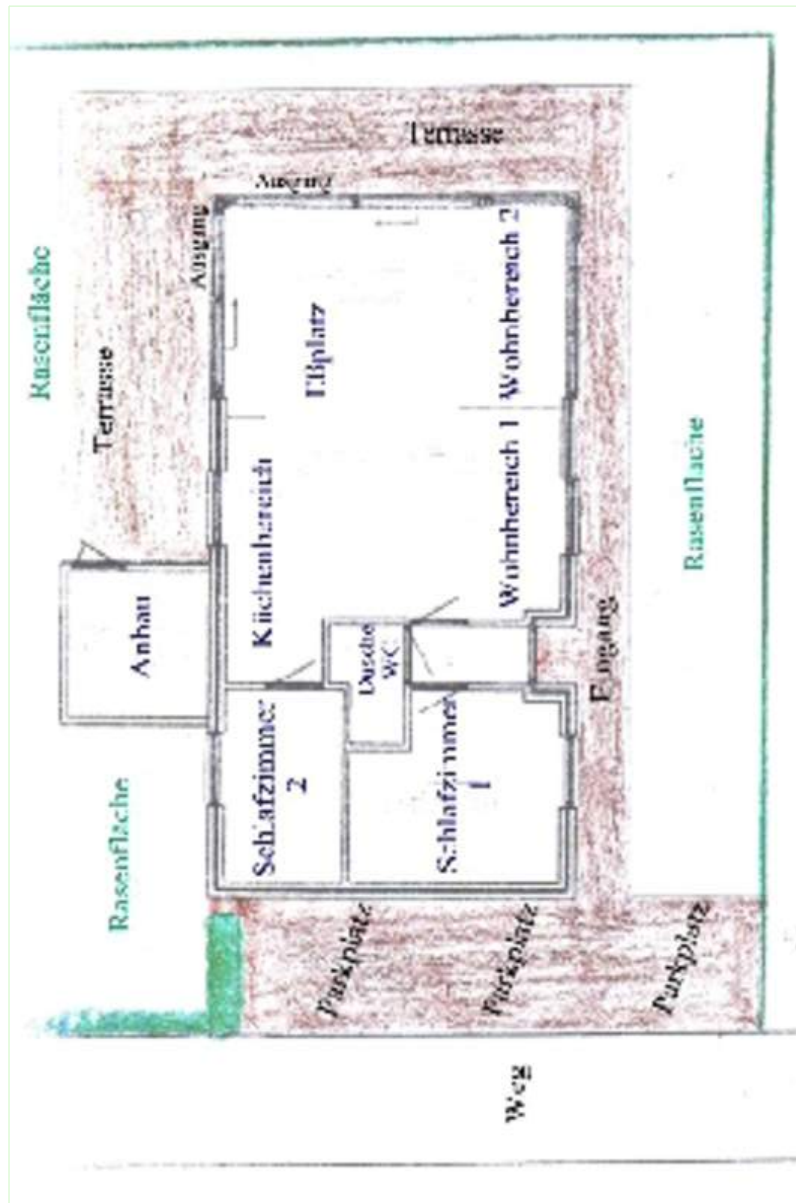 Terrasse
Ausgang
Ausgang
Rasenfläche
Terrasse
Eßplatz
Wohnbereich 2
Küchenbereich
Wohnbereich 1
Rasenfläche
Anbau
Dusche
WC
Eingang
Schlafzimmer
2
Schlafzimmer
1
Rasenfläche
Parkplatz
Parkplatz
Parkplatz
Weg